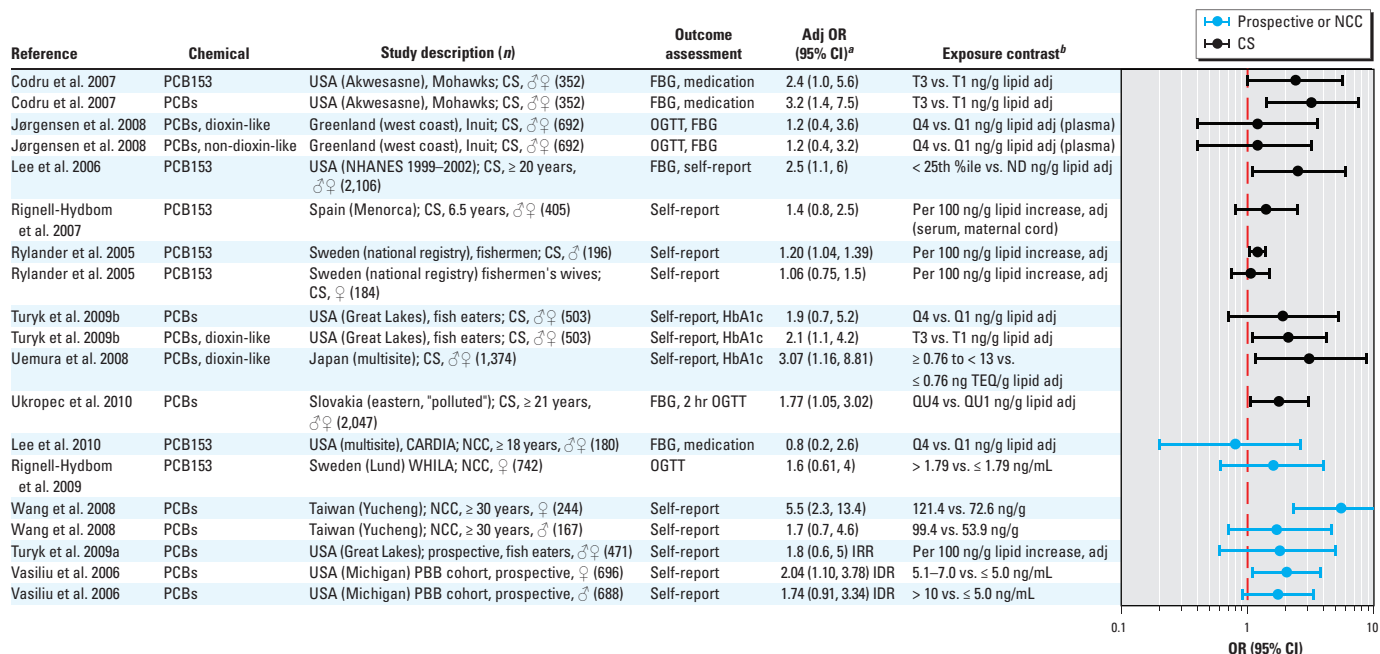 Prospective or NCC
CS
Reference Chemical Study description (n) Outcome assessment Adj OR (95% CI)a Exposure contrastb
Codru et al. 2007 PCB153 USA (Akwesasne), Mohawks; CS, ♂♀ (352) FBG, medication 2.4 (1.0, 5.6) T3 vs. T1 ng/g lipid adj
Codru et al. 2007 PCBs USA (Akwesasne), Mohawks; CS, ♂♀ (352) FBG, medication 3.2 (1.4, 7.5) T3 vs. T1 ng/g lipid adj
Jørgensen et al. 2008 PCBs, dioxin-like Greenland (west coast), Inuit; CS, ♂♀ (692) OGTT, FBG 1.2 (0.4, 3.6) Q4 vs. Q1 ng/g lipid adj (plasma)
Jørgensen et al. 2008 PCBs, non-dioxin-like Greenland (west coast), Inuit; CS, ♂♀ (692) OGTT, FBG 1.2 (0.4, 3.2) Q4 vs. Q1 ng/g lipid adj (plasma)
Lee et al. 2006 PCB153 USA (NHANES 1999–2002); CS, ≥ 20 years, FBG, self-report 2.5 (1.1, 6) < 25th %ile vs. ND ng/g lipid adj
♂♀ (2,106)
Rignell-Hydbom PCB153 Spain (Menorca); CS, 6.5 years, ♂♀ (405) Self-report 1.4 (0.8, 2.5) Per 100 ng/g lipid increase, adj
et al. 2007 (serum, maternal cord)
Rylander et al. 2005 PCB153 Sweden (national registry), fishermen; CS, ♂ (196) Self-report 1.20 (1.04, 1.39) Per 100 ng/g lipid increase, adj
Rylander et al. 2005 PCB153 Sweden (national registry) fishermen's wives; Self-report 1.06 (0.75, 1.5) Per 100 ng/g lipid increase, adj
CS, ♀ (184)
Turyk et al. 2009b PCBs USA (Great Lakes), fish eaters; CS, ♂♀ (503) Self-report, HbA1c 1.9 (0.7, 5.2) Q4 vs. Q1 ng/g lipid adj
Turyk et al. 2009b PCBs, dioxin-like USA (Great Lakes), fish eaters; CS, ♂♀ (503) Self-report, HbA1c 2.1 (1.1, 4.2) T3 vs. T1 ng/g lipid adj
Uemura et al. 2008 PCBs, dioxin-like Japan (multisite); CS, ♂♀ (1,374) Self-report, HbA1c 3.07 (1.16, 8.81) ≥ 0.76 to < 13 vs.
≤ 0.76 ng TEQ/g lipid adj
Ukropec et al. 2010 PCBs Slovakia (eastern, "polluted"); CS, ≥ 21 years, FBG, 2 hr OGTT 1.77 (1.05, 3.02) QU4 vs. QU1 ng/g lipid adj
♂♀ (2,047)
Lee et al. 2010 PCB153 USA (multisite), CARDIA; NCC, ≥ 18 years, ♂♀ (180) FBG, medication 0.8 (0.2, 2.6) Q4 vs. Q1 ng/g lipid adj
Rignell-Hydbom PCB153 Sweden (Lund) WHILA; NCC, ♀ (742) OGTT 1.6 (0.61, 4) > 1.79 vs. ≤ 1.79 ng/mL
et al. 2009
Wang et al. 2008 PCBs Taiwan (Yucheng); NCC, ≥ 30 years, ♀ (244) Self-report 5.5 (2.3, 13.4) 121.4 vs. 72.6 ng/g
Wang et al. 2008 PCBs Taiwan (Yucheng); NCC, ≥ 30 years, ♂ (167) Self-report 1.7 (0.7, 4.6) 99.4 vs. 53.9 ng/g
Turyk et al. 2009a PCBs USA (Great Lakes); prospective, fish eaters, ♂♀ (471) Self-report 1.8 (0.6, 5) IRR Per 100 ng/g lipid increase, adj
Vasiliu et al. 2006 PCBs USA (Michigan) PBB cohort, prospective, ♀ (696) Self-report 2.04 (1.10, 3.78) IDR 5.1–7.0 vs. ≤ 5.0 ng/mL
Vasiliu et al. 2006 PCBs USA (Michigan) PBB cohort, prospective, ♂ (688) Self-report 1.74 (0.91, 3.34) IDR > 10 vs. ≤ 5.0 ng/mL
0.1 1 10
OR (95% CI)